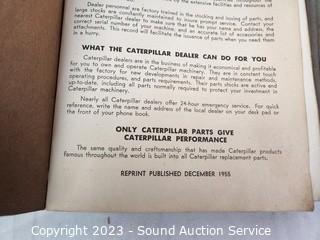 by the extensive facilities and resources of
Dealer personnel are factory trained in the stocking and issuing of parts, and
large stocks are constantly maintained to insure prompt service. Contact your
nearest Caterpillar dealer to make sure he has your name and address, the
correct serial number of your machine, and an accurate list of accessories and
attachments. This record will facilitate the issuance of parts when you need them
in a hurry.
WHAT THE CATERPILLAR DEALER CAN DO FOR YOU
Caterpillar dealers are in the business of making it economical and profitable
for you to own and operate Caterpillar machinery. They are in constant touch
with the factory for new developments in repair and maintenance methods,
operating procedures, and parts requirements. Their parts stocks are active and
up-to-date, including all parts normally required to protect your investment in
Caterpillar machinery.
Nearly all Caterpillar dealers offer 24-hour emergency service. For quick
reference, write the name and address of the local dealer on your desk pad or
the front of your phone book.
ONLY CATERPILLAR PARTS GIVE
CATERPILLAR PERFORMANCE
The same quality and craftsmanship that has made Caterpillar products
famous throughout the world is built into all Caterpillar replacement parts.
REPRINT PUBLISHED DECEMBER 1955
Copyright 2023 - Sound Auction Service